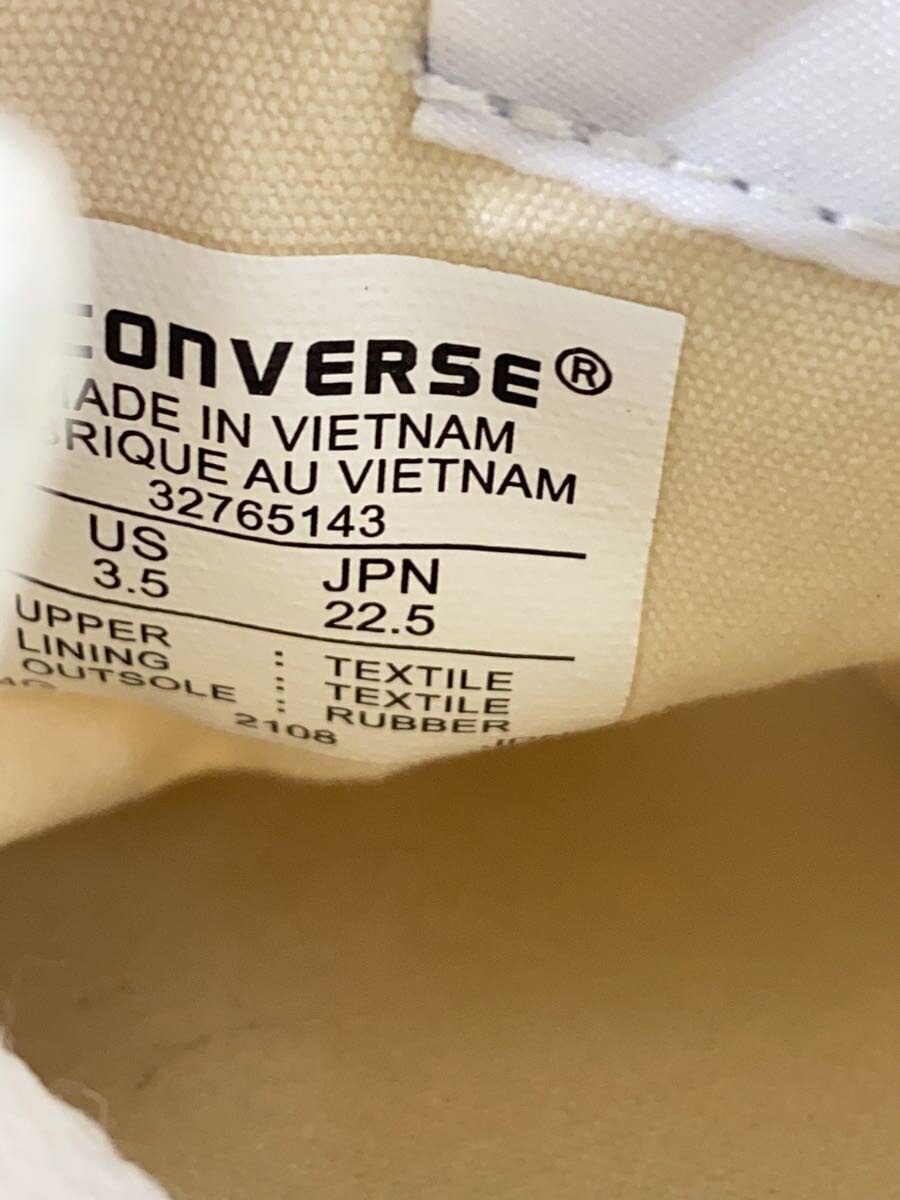 CONVERSE®
MADE IN VIETNAM
BRIQUE AU VIETNAM
32765143
US JPN
3.5 22.5
UPPER : TEXTILE
LINING : TEXTILE
OUTSOLE : RUBBER
2108